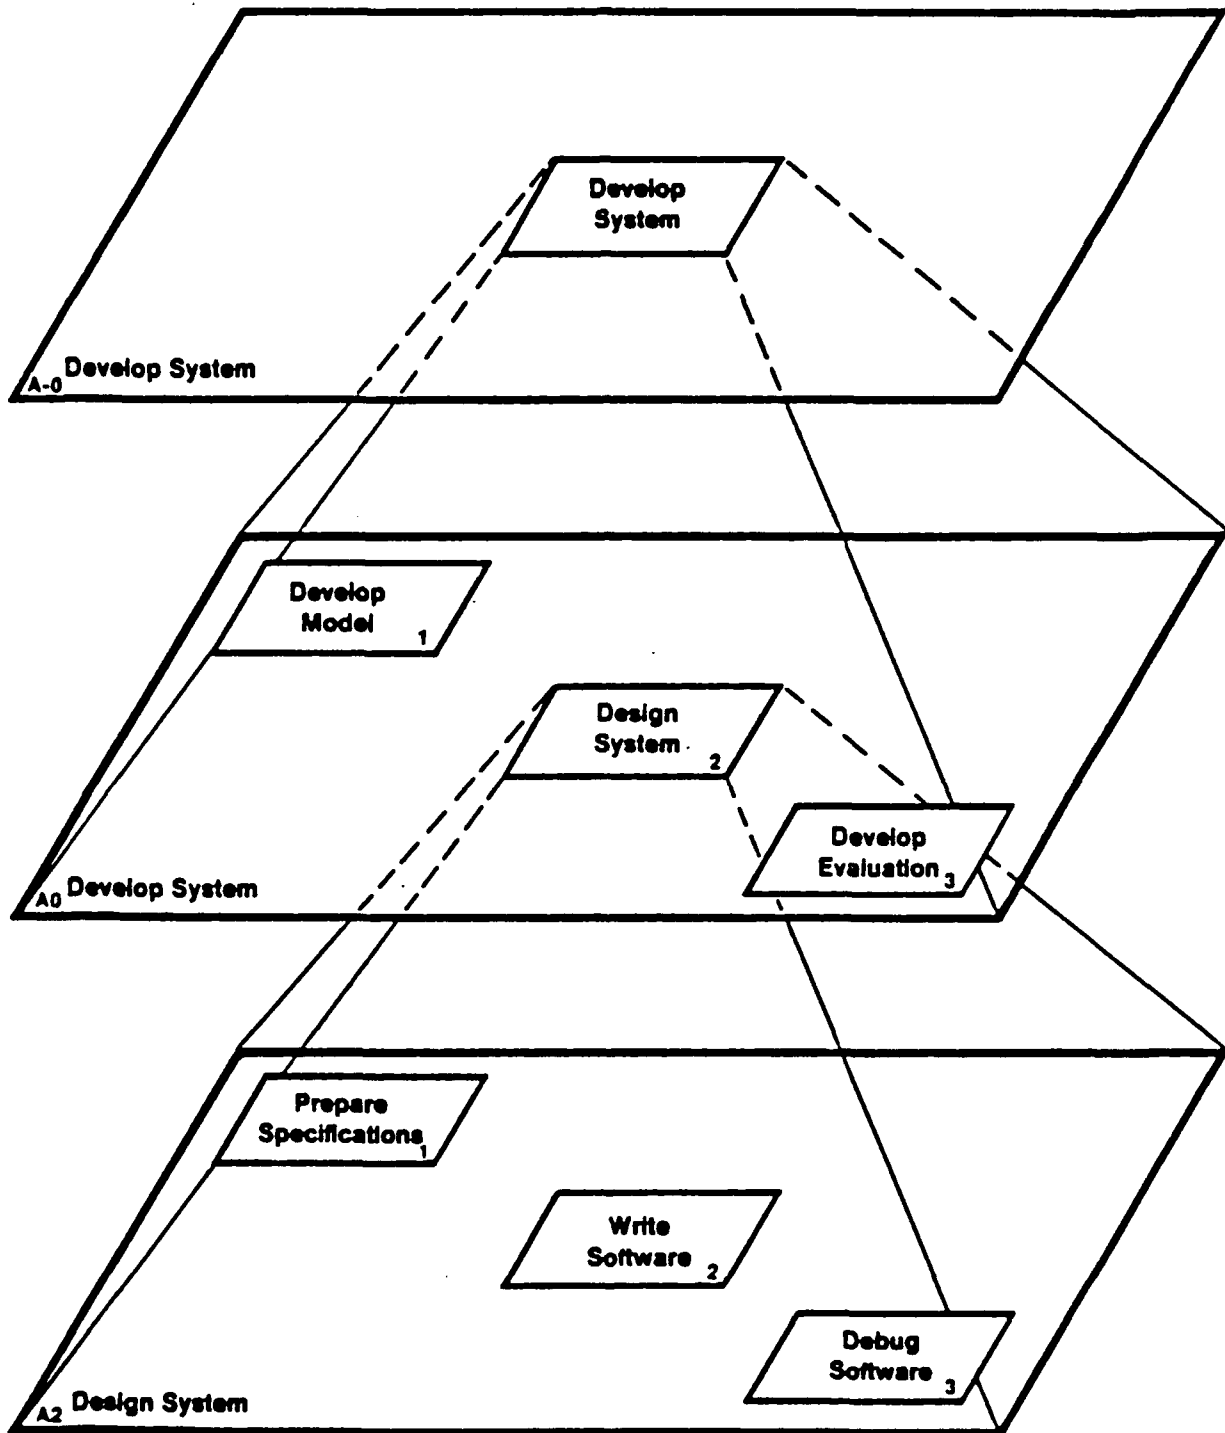 Develop
System
A-0 Develop System
Develop
Model
1
Design
System
2
Develop
Evaluation
3
A0 Develop System
Prepare
Specifications
1
Write
Software
2
Debug
Software
3
A2 Design System